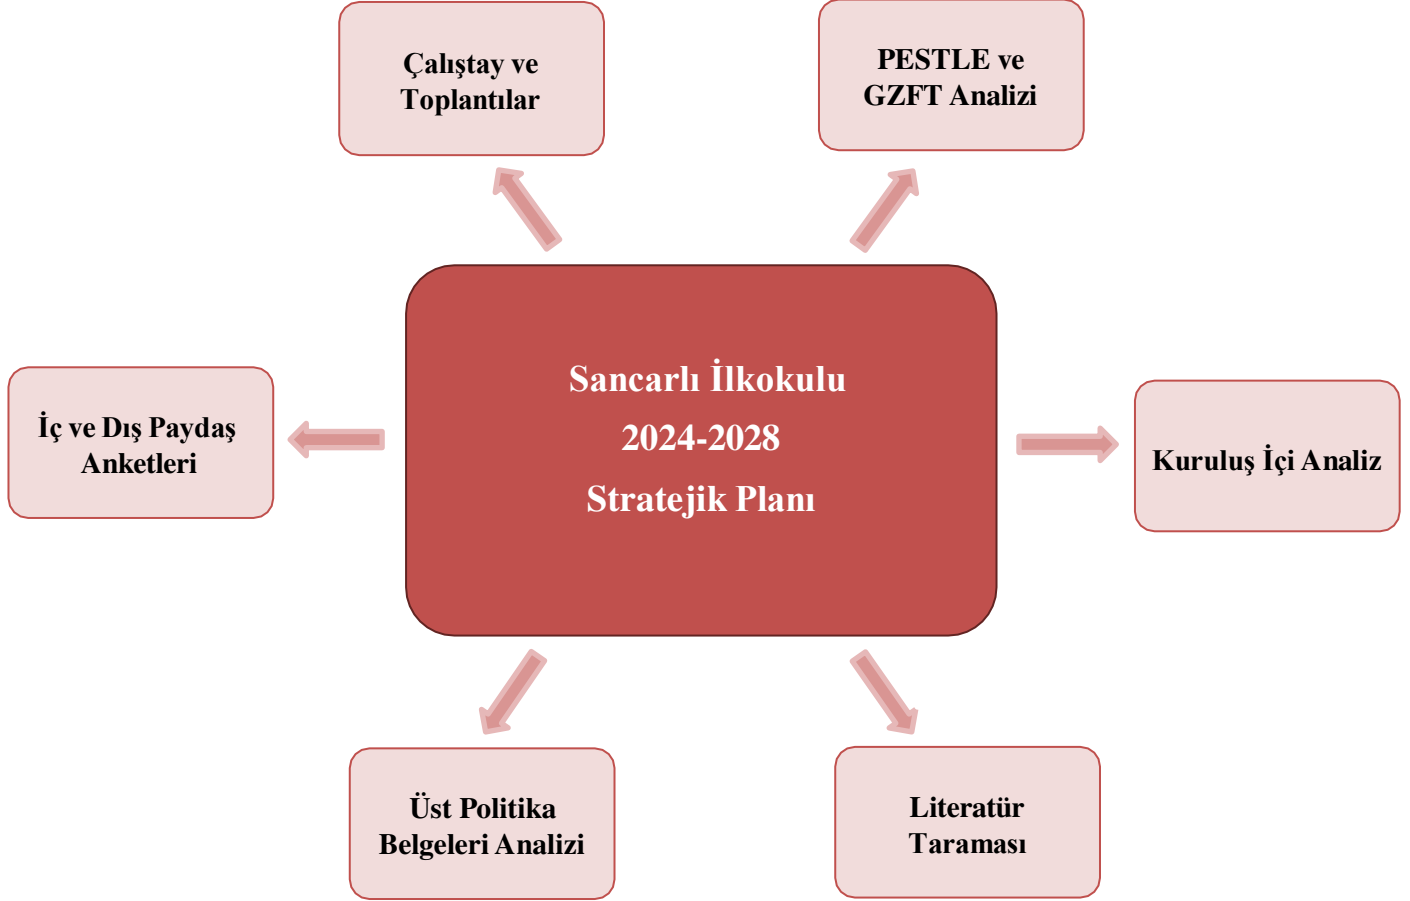 Çalıştay ve
Toplantılar
PESTLE ve
GZFT Analizi
İç ve Dış Paydaş
Anketleri
Sancarlı İlkokulu
2024-2028
Stratejik Planı
Kuruluş İçi Analiz
Üst Politika
Belgeleri Analizi
Literatür
Taraması